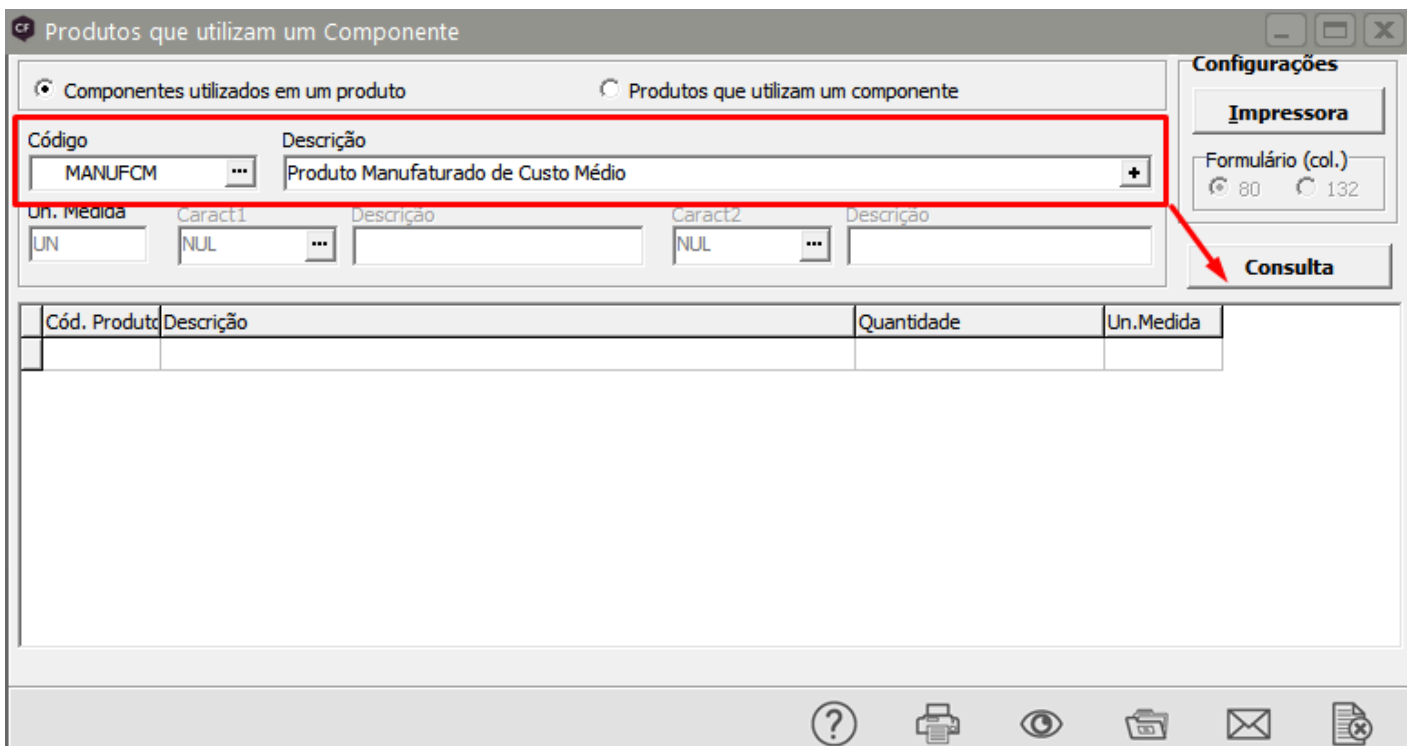 CF Produtos que utilizam um Componente
Componentes utilizados em um produto Produtos que utilizam um componente
Configurações
Impressora
Código Descrição
MANUFCM ... Produto Manufaturado de Custo Médio +
Formulário (col.)
80 132
Un. Medida Caract1 Descrição Caract2 Descrição
UN NUL ... NUL ...
Consulta
Cód. Produto Descrição Quantidade Un.Medida
?